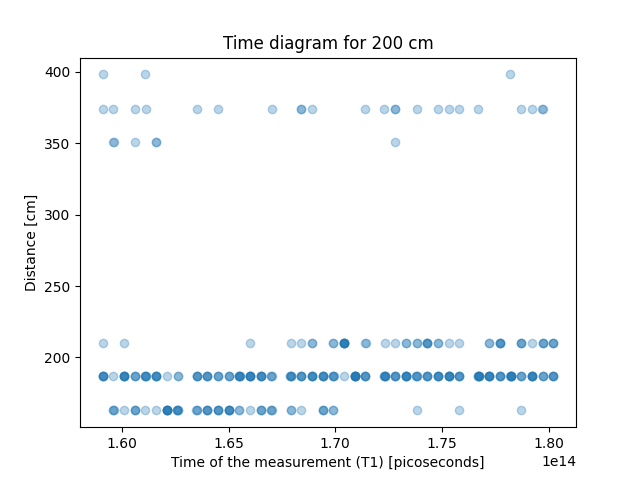 Time diagram for 200 cm
400
350
300
250
200
Distance [cm]
1.60 1.65 1.70 1.75 1.80
1e14
Time of the measurement (T1) [picoseconds]